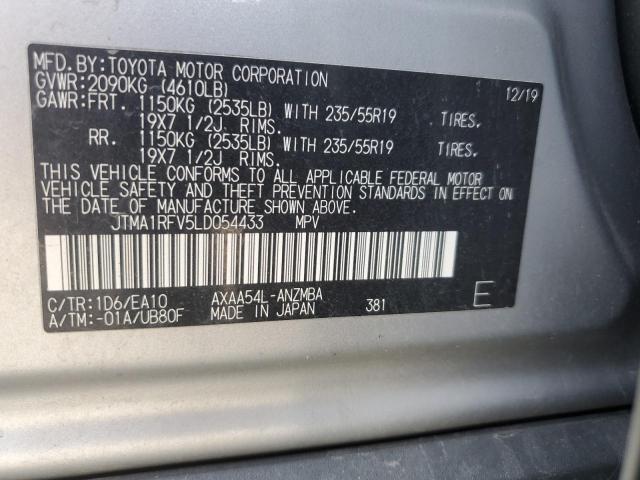 MFD.BY:TOYOTA MOTOR CORPORATION 12/19
GVWR:2090KG (4610LB)
GAWR:FRT. 1150KG (2535LB) WITH 235/55R19 TIRES,
19X7 1/2J RIMS.
RR. 1150KG (2535LB) WITH 235/55R19 TIRES,
19X7 1/2J RIMS.
THIS VEHICLE CONFORMS TO ALL APPLICABLE FEDERAL MOTOR
VEHICLE SAFETY AND THEFT PREVENTION STANDARDS IN EFFECT ON
THE DATE OF MANUFACTURE SHOWN ABOVE.
JTMA1RFV5LD054433 MPV
C/TR:1D6/EA10 AXAA54L-ANZMBA
A/TM:-01A/UB80F MADE IN JAPAN 381 E